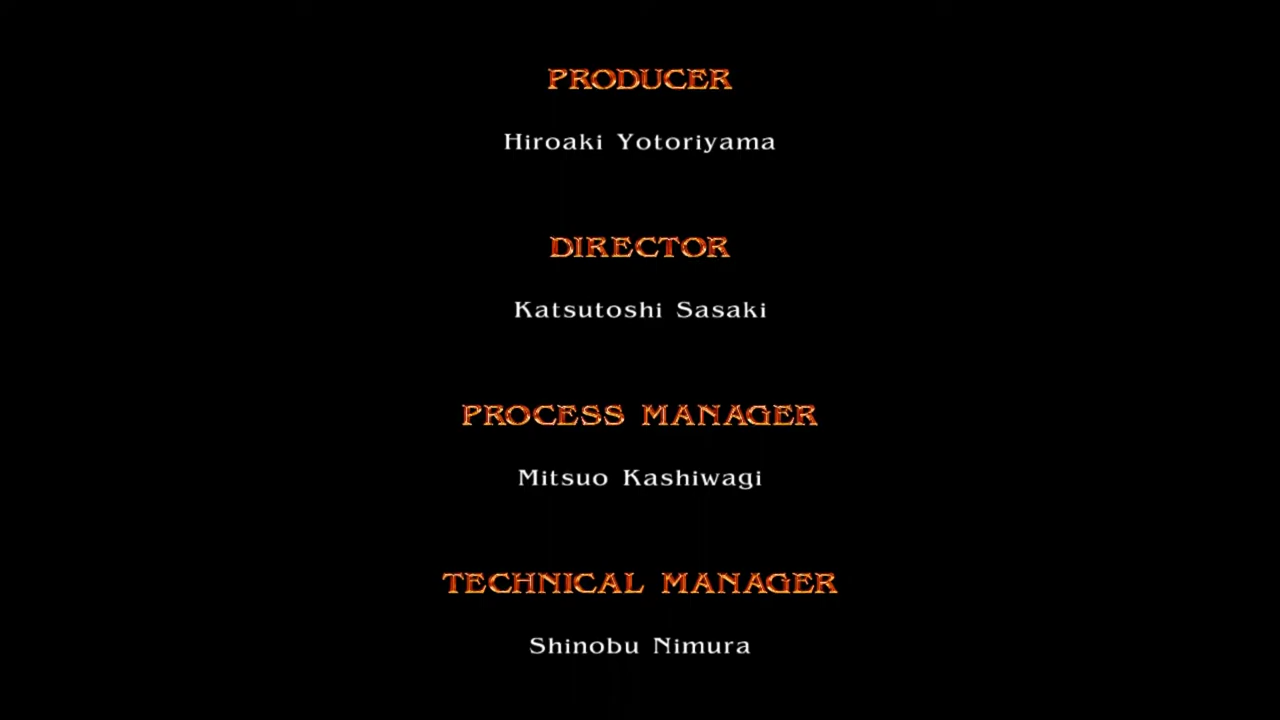 PRODUCER
Hiroaki Yotoriyama
DIRECTOR
Katsutoshi Sasaki
PROCESS MANAGER
Mitsuo Kashiwagi
TECHNICAL MANAGER
Shinobu Nimura